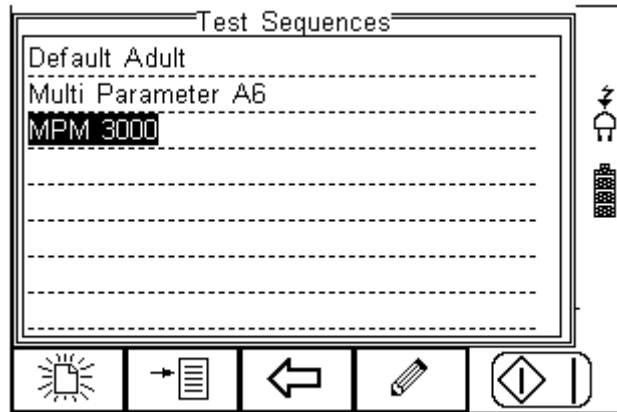 Test Sequences
Default Adult
Multi Parameter A6
MPM 3000